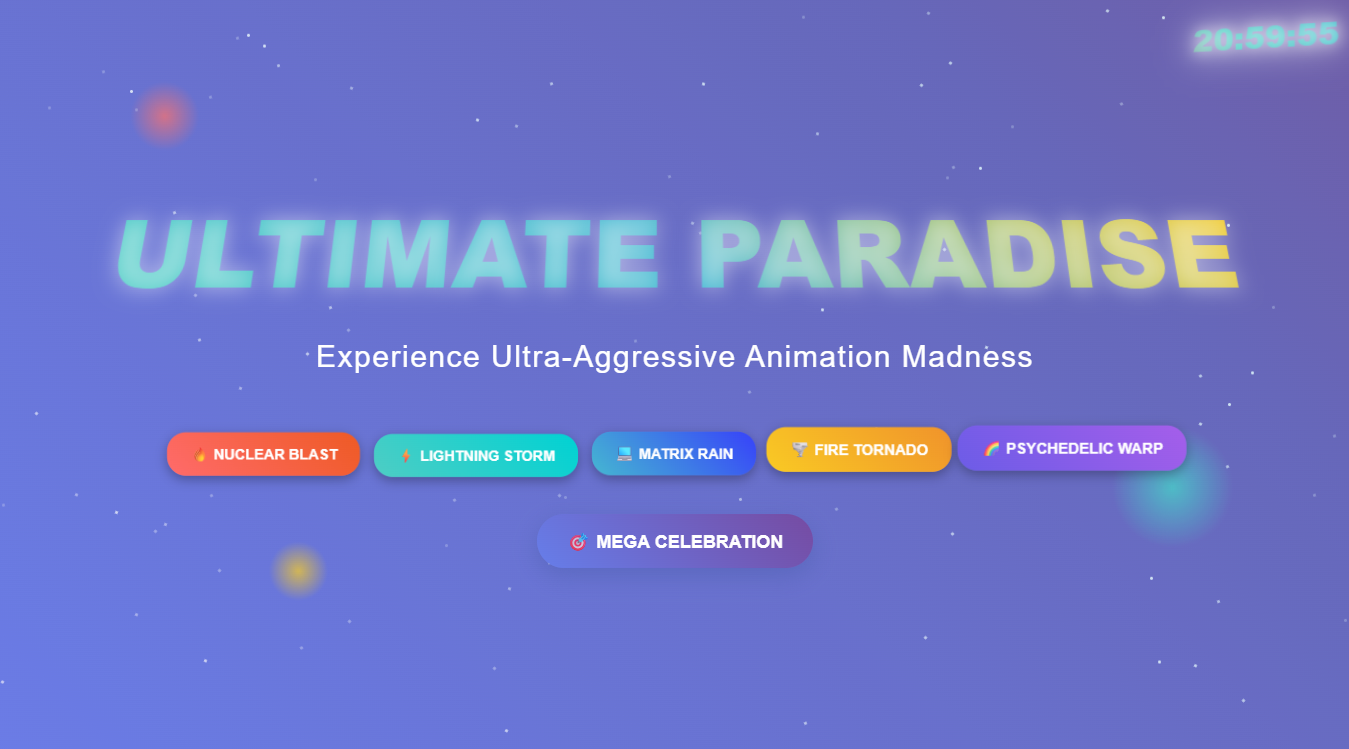 20:59:55
ULTIMATE PARADISE
Experience Ultra-Aggressive Animation Madness
🔥 NUCLEAR BLAST ⚡ LIGHTNING STORM 💻 MATRIX RAIN 🌪️ FIRE TORNADO 🌈 PSYCHEDELIC WARP
🎯 MEGA CELEBRATION